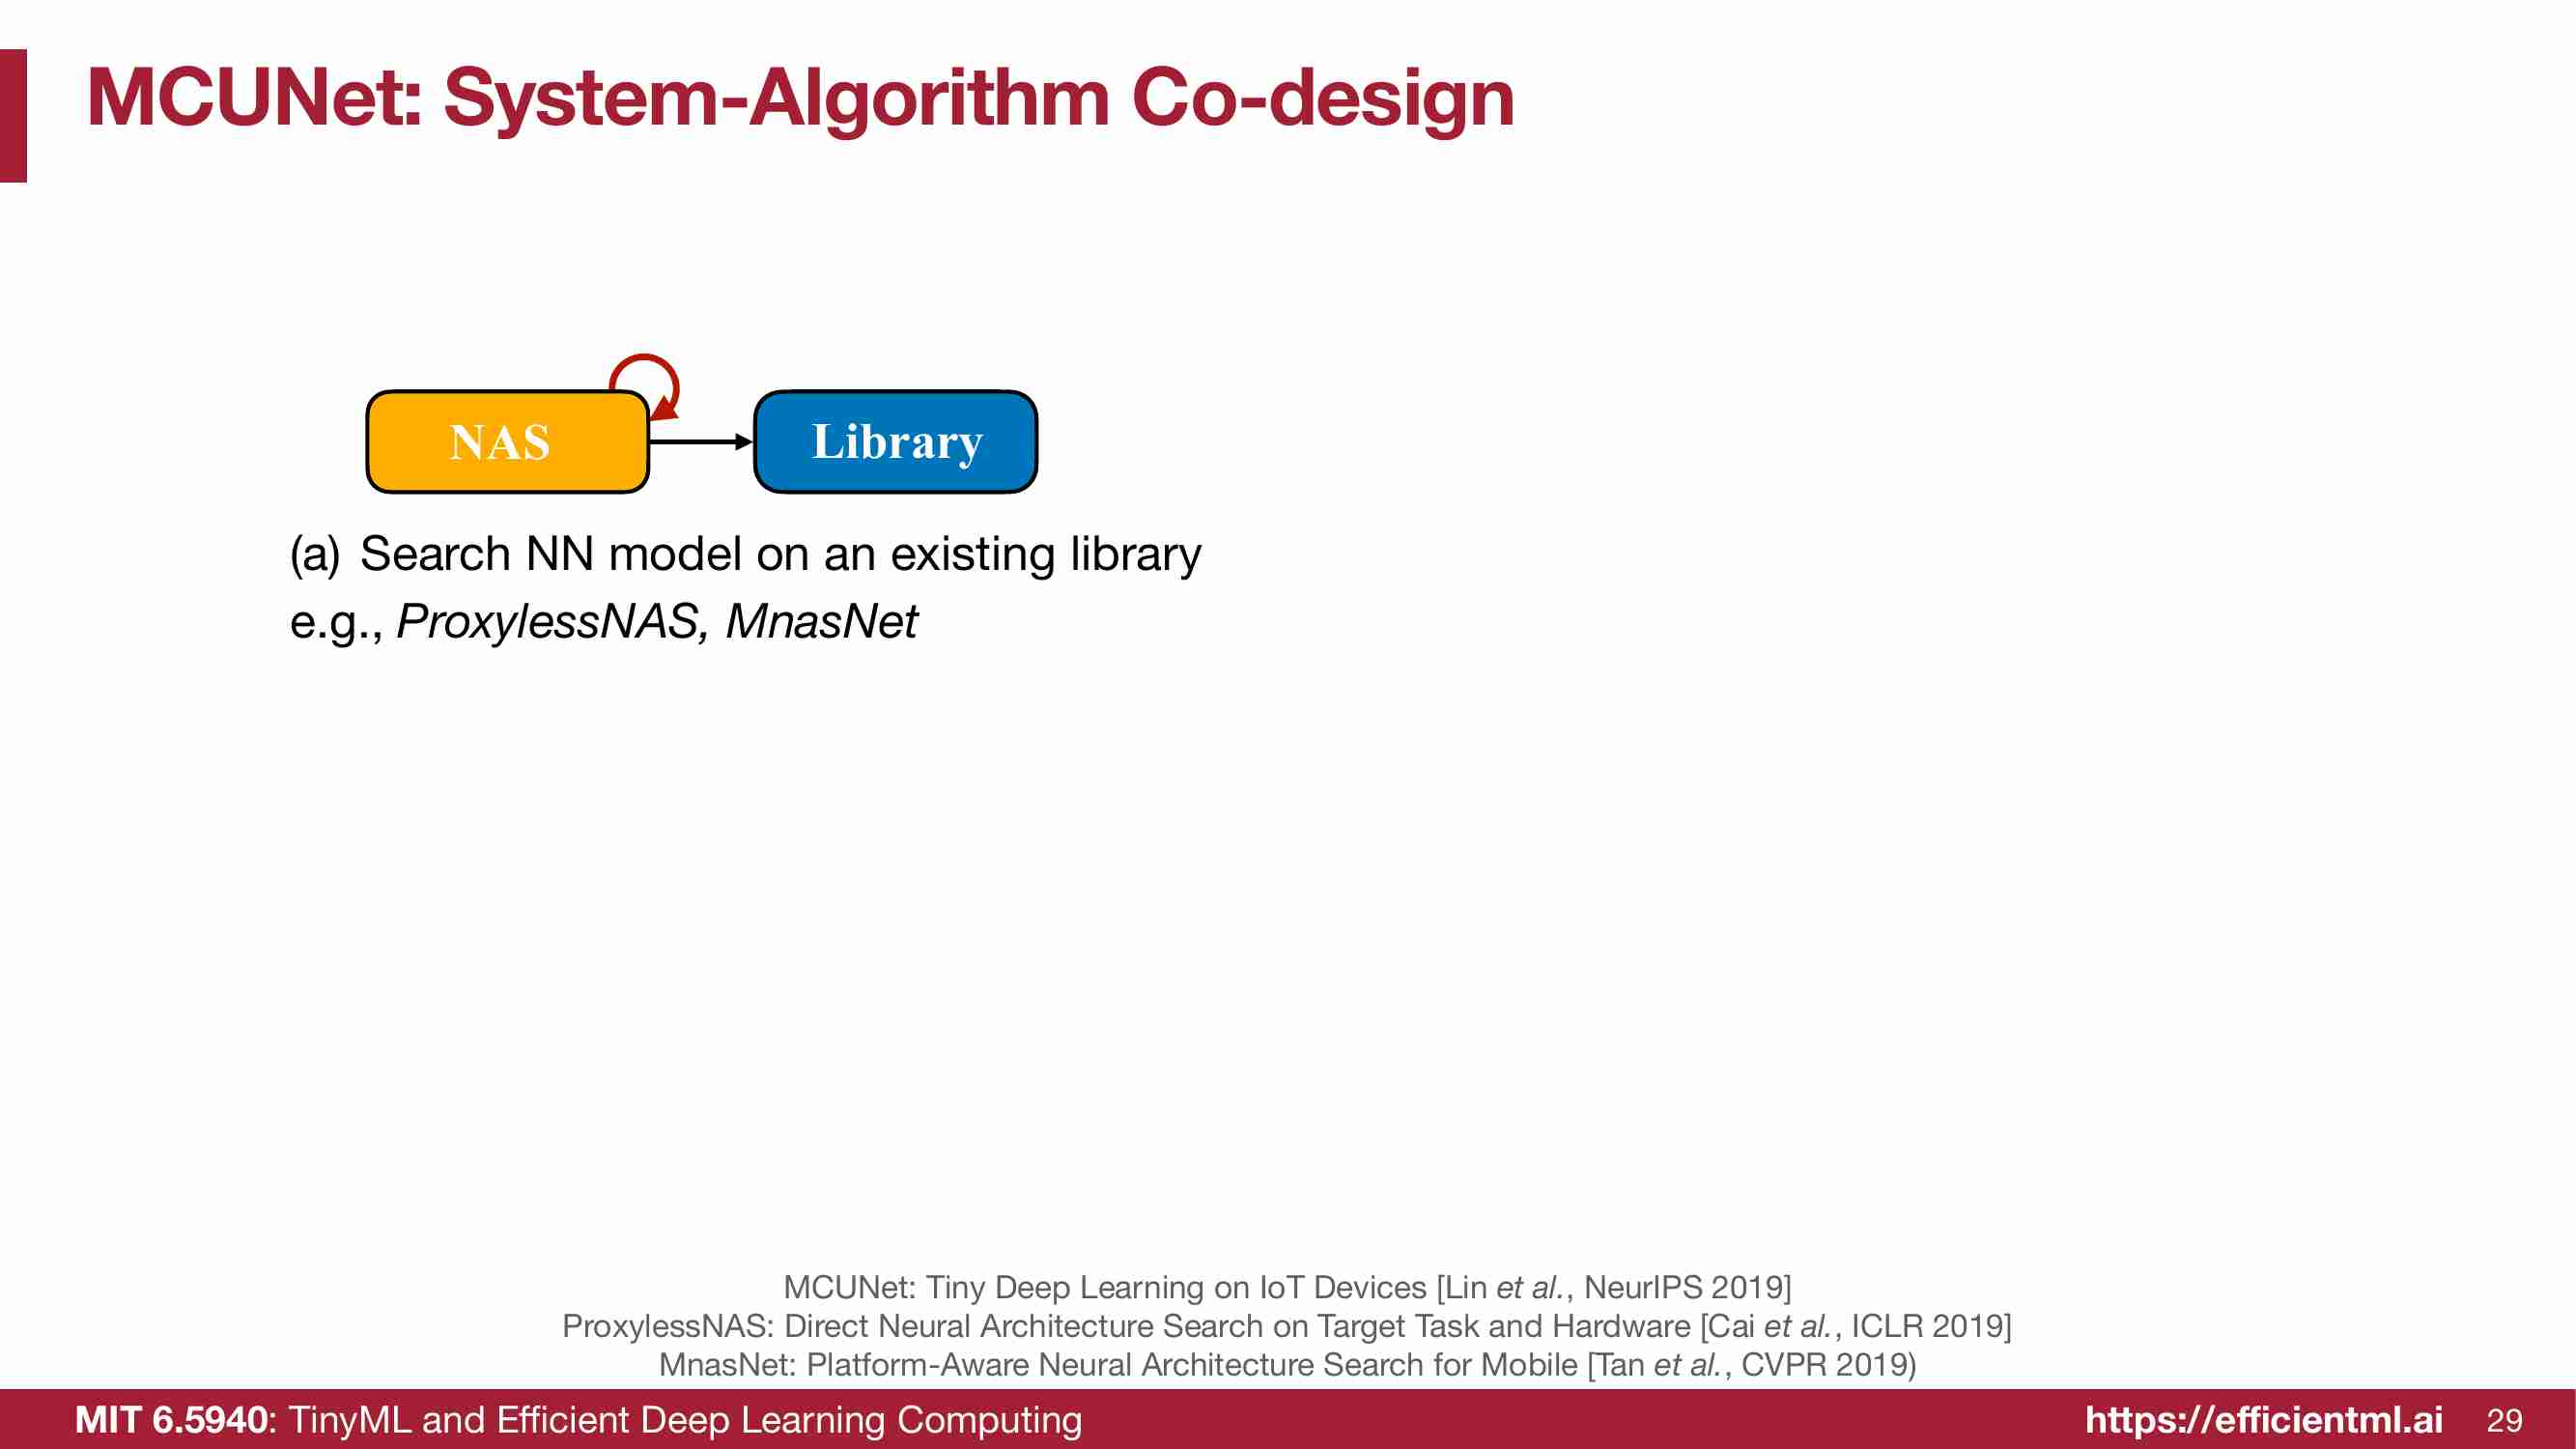 MCUNet: System-Algorithm Co-design
NAS
Library
(a) Search NN model on an existing library
e.g., ProxylessNAS, MnasNet
MCUNet: Tiny Deep Learning on IoT Devices [Lin et al., NeurIPS 2019]
ProxylessNAS: Direct Neural Architecture Search on Target Task and Hardware [Cai et al., ICLR 2019]
MnasNet: Platform-Aware Neural Architecture Search for Mobile [Tan et al., CVPR 2019)
MIT 6.5940: TinyML and Efficient Deep Learning Computing
https://efficientml.ai
29